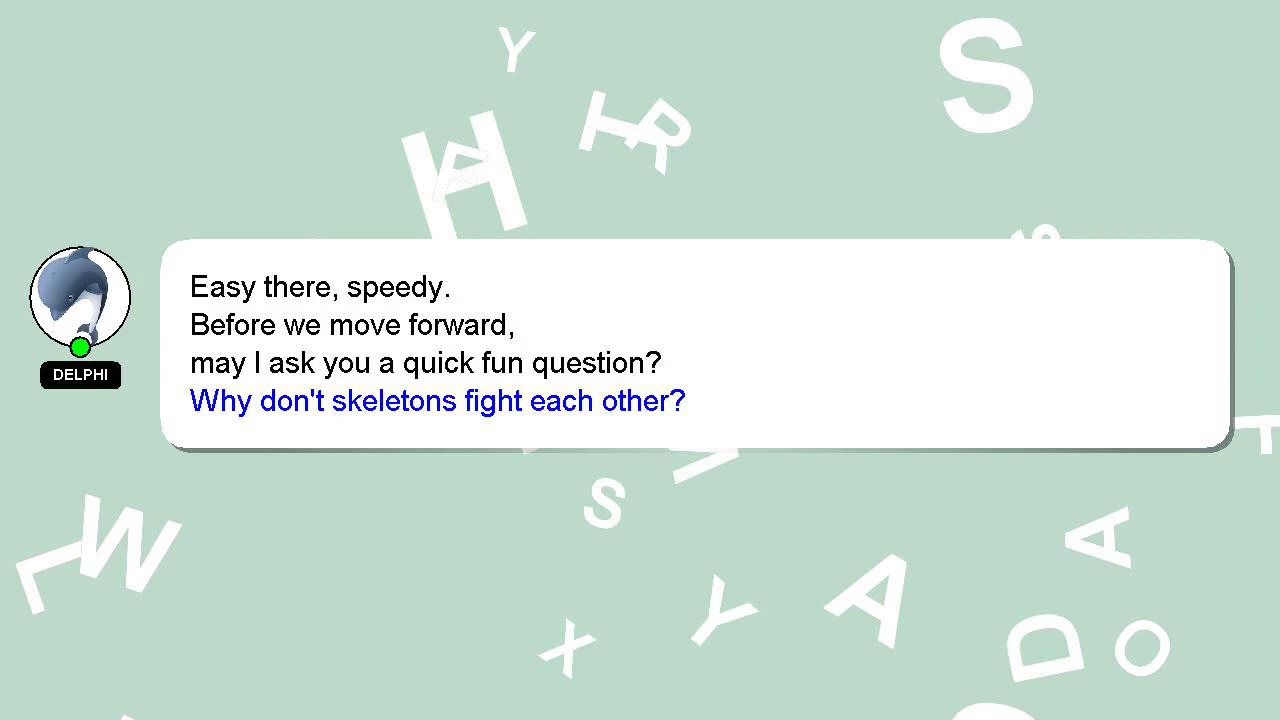 Y
S
T
R
H
A
S
Easy there, speedy.
Before we move forward,
may I ask you a quick fun question?
Why don't skeletons fight each other?
DELPHI
T
S
W
L
A
A
Y
X
D
O